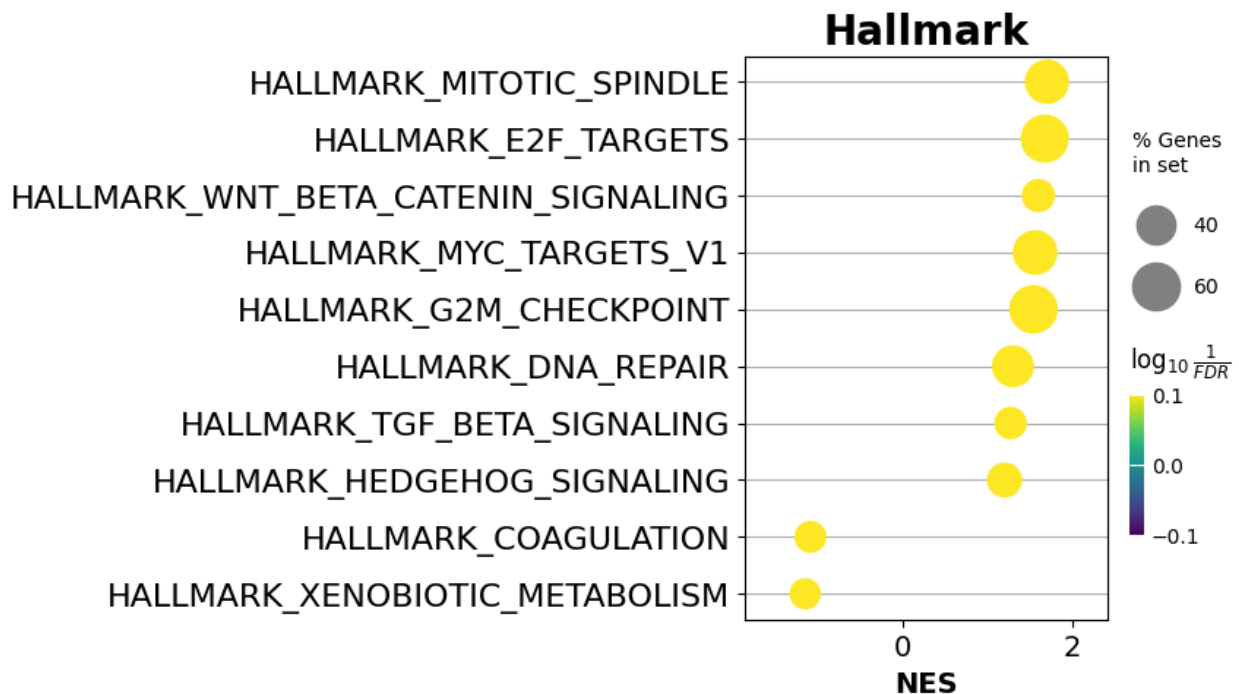 Hallmark
HALLMARK_MITOTIC_SPINDLE
HALLMARK_E2F_TARGETS
HALLMARK_WNT_BETA_CATENIN_SIGNALING
HALLMARK_MYC_TARGETS_V1
HALLMARK_G2M_CHECKPOINT
HALLMARK_DNA_REPAIR
HALLMARK_TGF_BETA_SIGNALING
HALLMARK_HEDGEHOG_SIGNALING
HALLMARK_COAGULATION
HALLMARK_XENOBIOTIC_METABOLISM
0 2
NES
% Genes
in set
40
60
log₁₀ 1/FDR
0.1
0.0
−0.1